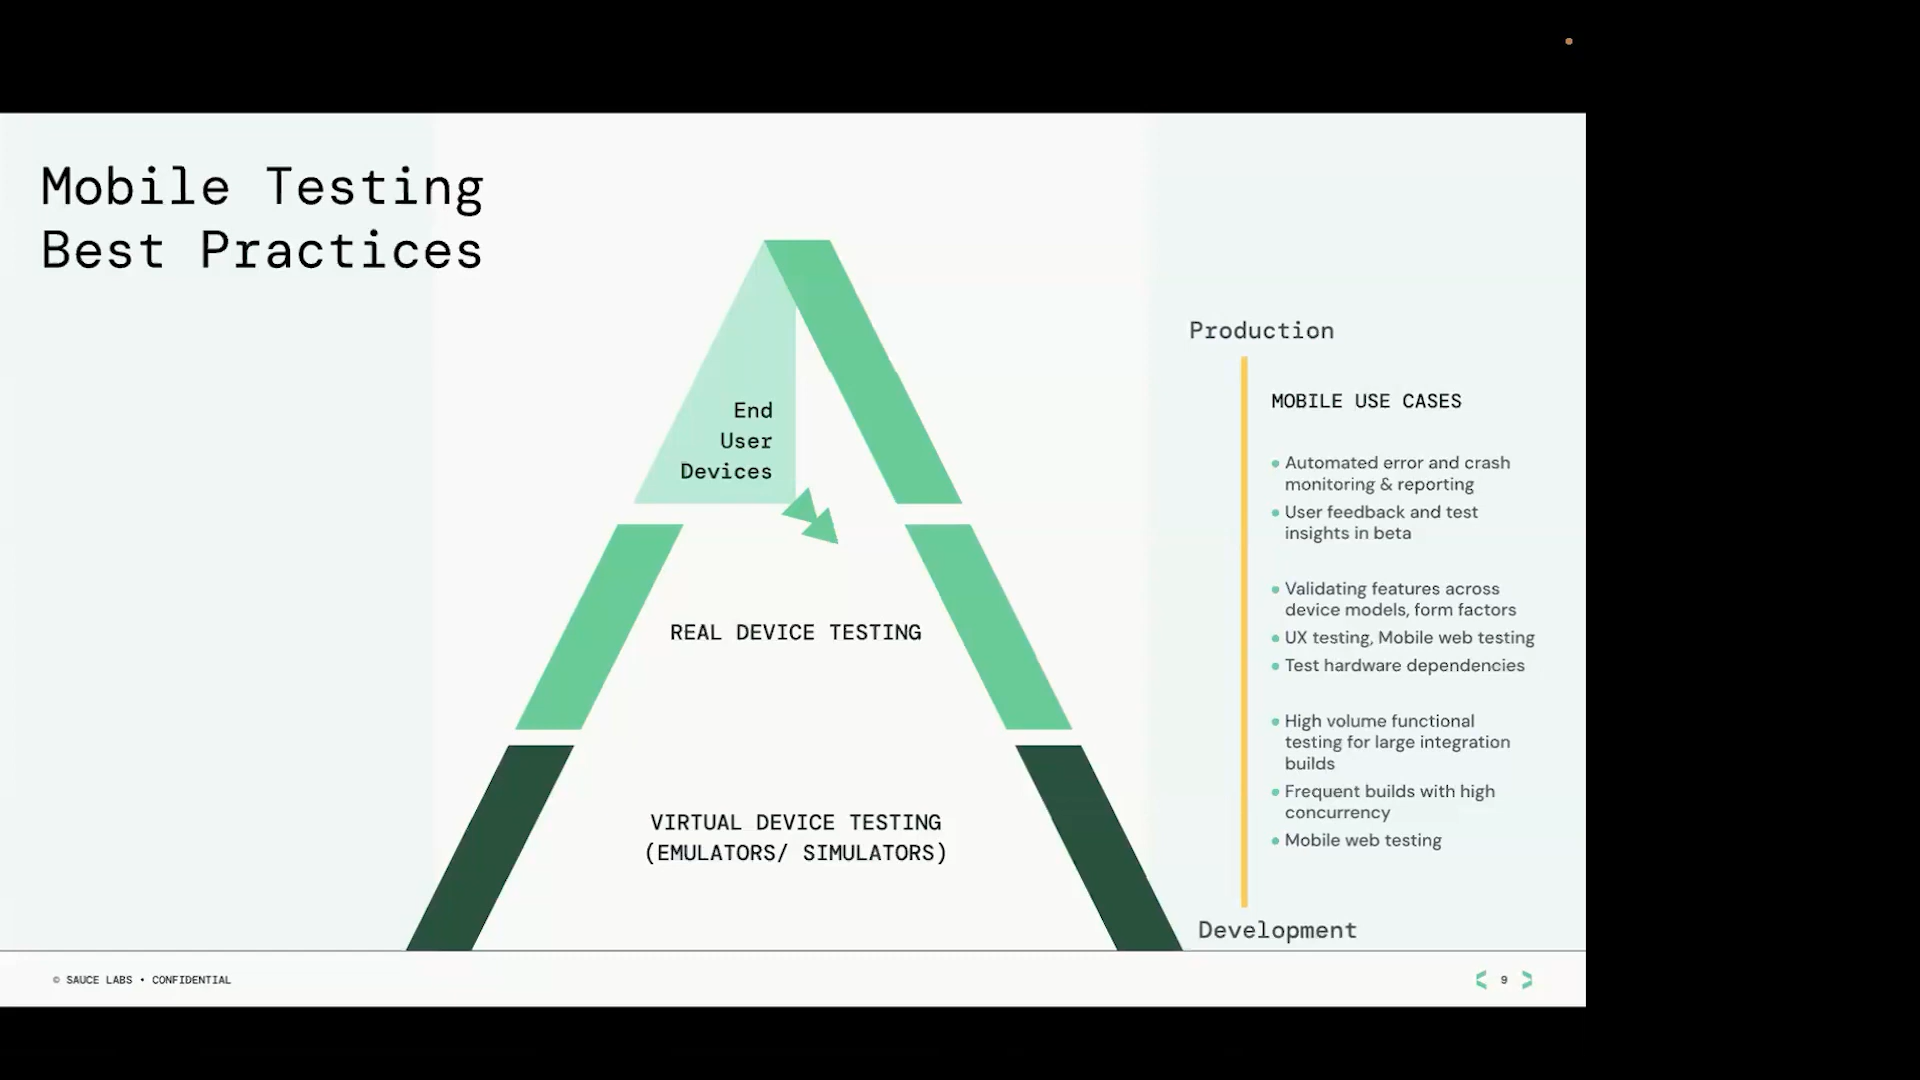 Mobile Testing
Best Practices
End
User
Devices
REAL DEVICE TESTING
VIRTUAL DEVICE TESTING
(EMULATORS/ SIMULATORS)
Production
MOBILE USE CASES
• Automated error and crash
monitoring & reporting
• User feedback and test
insights in beta
• Validating features across
device models, form factors
• UX testing, Mobile web testing
• Test hardware dependencies
• High volume functional
testing for large integration
builds
• Frequent builds with high
concurrency
• Mobile web testing
Development
© SAUCE LABS • CONFIDENTIAL
< 9 >